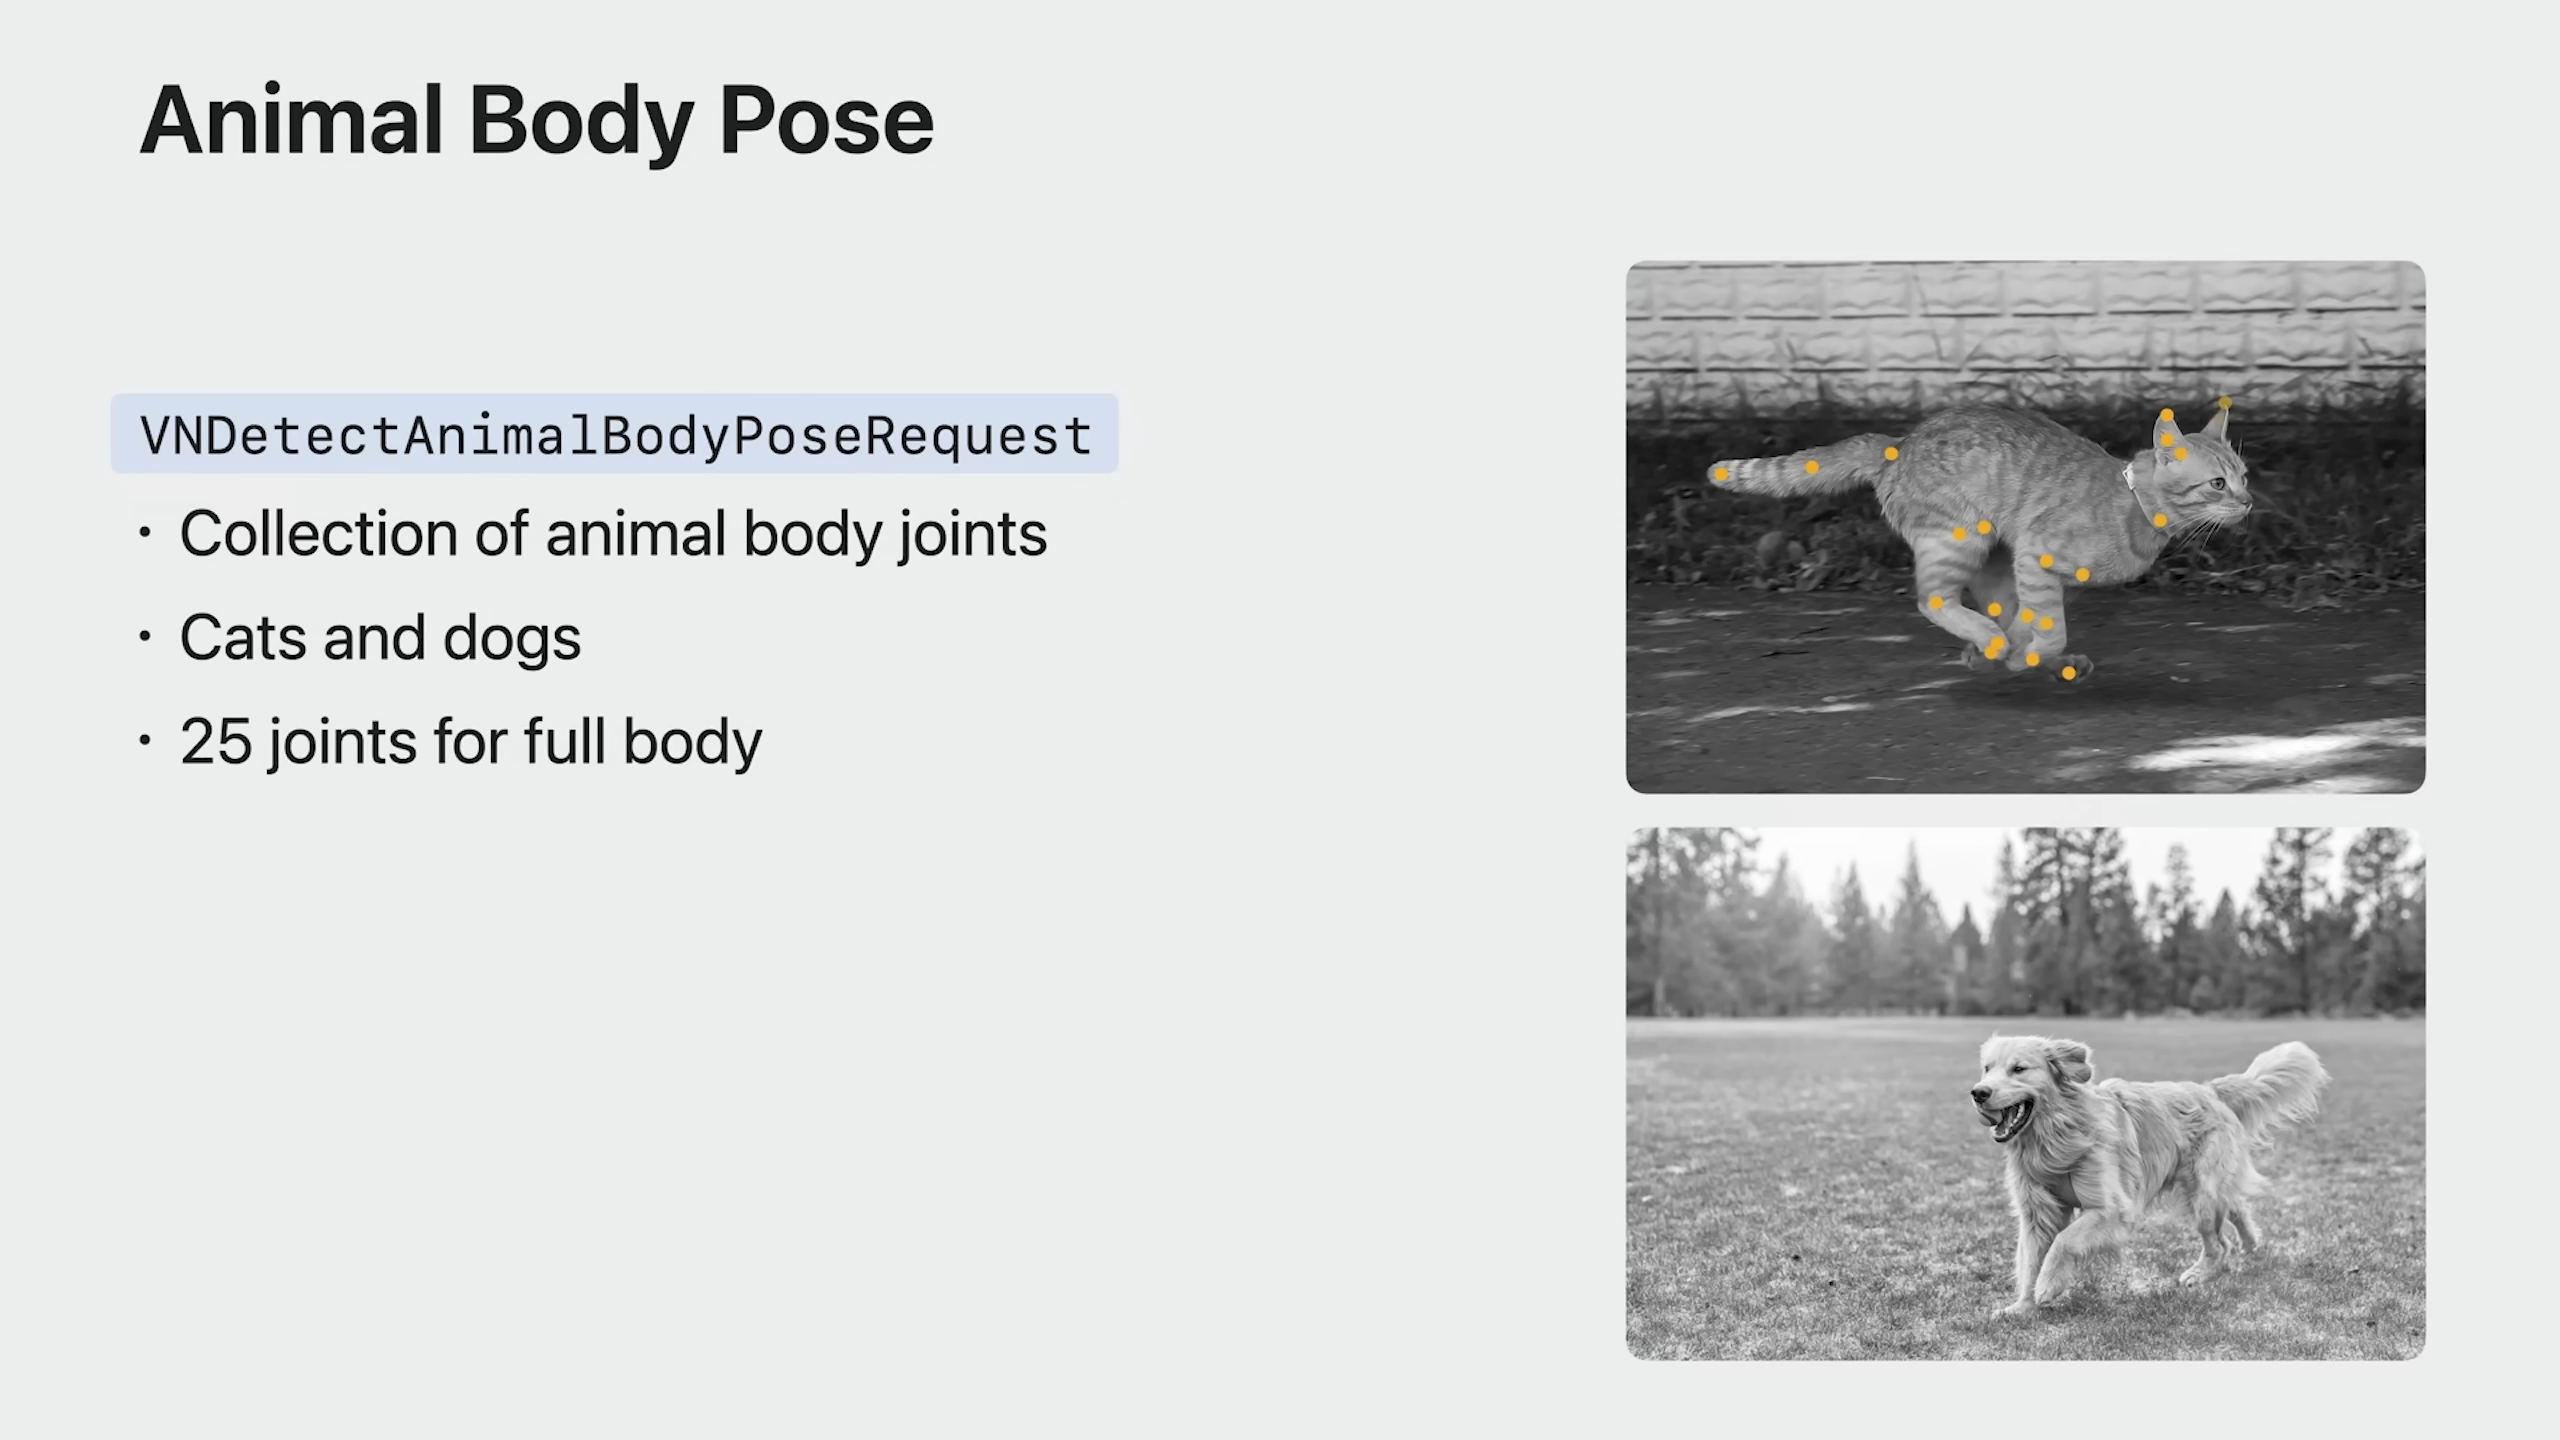 Animal Body Pose
VNDetectAnimalBodyPoseRequest
• Collection of animal body joints
• Cats and dogs
• 25 joints for full body